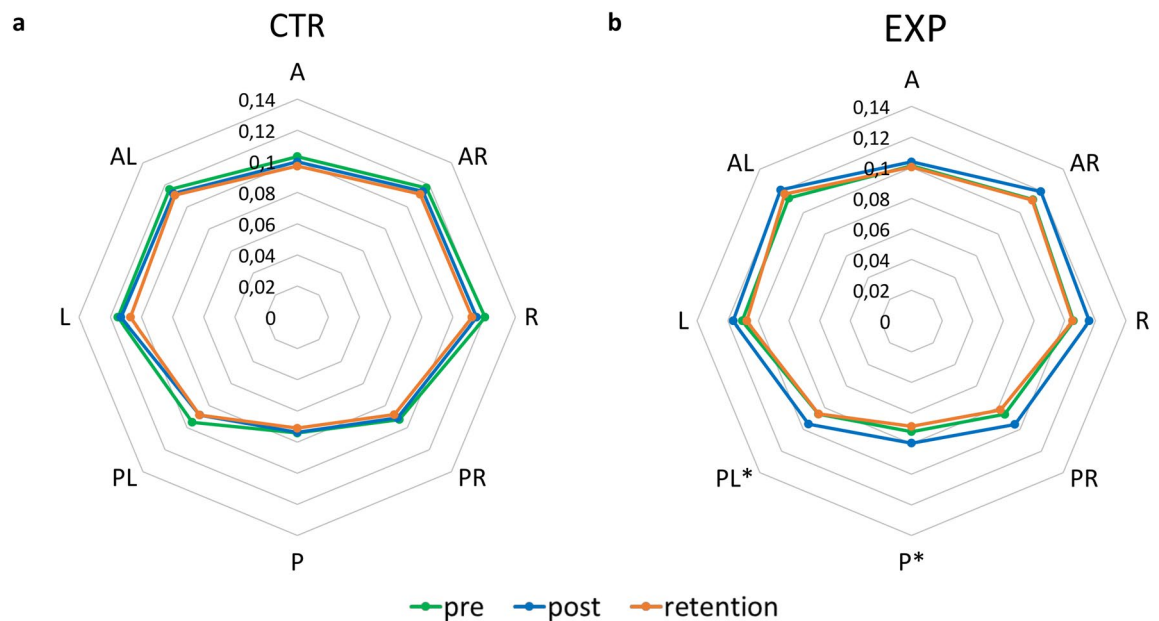 a
CTR
A
0,14
0,12
0,1
0,08
0,06
0,04
0,02
0
AL
AR
L
R
PL
PR
P
b
EXP
A
0,14
0,12
0,1
0,08
0,06
0,04
0,02
0
AL
AR
L
R
PL*
PR
P*
pre post retention